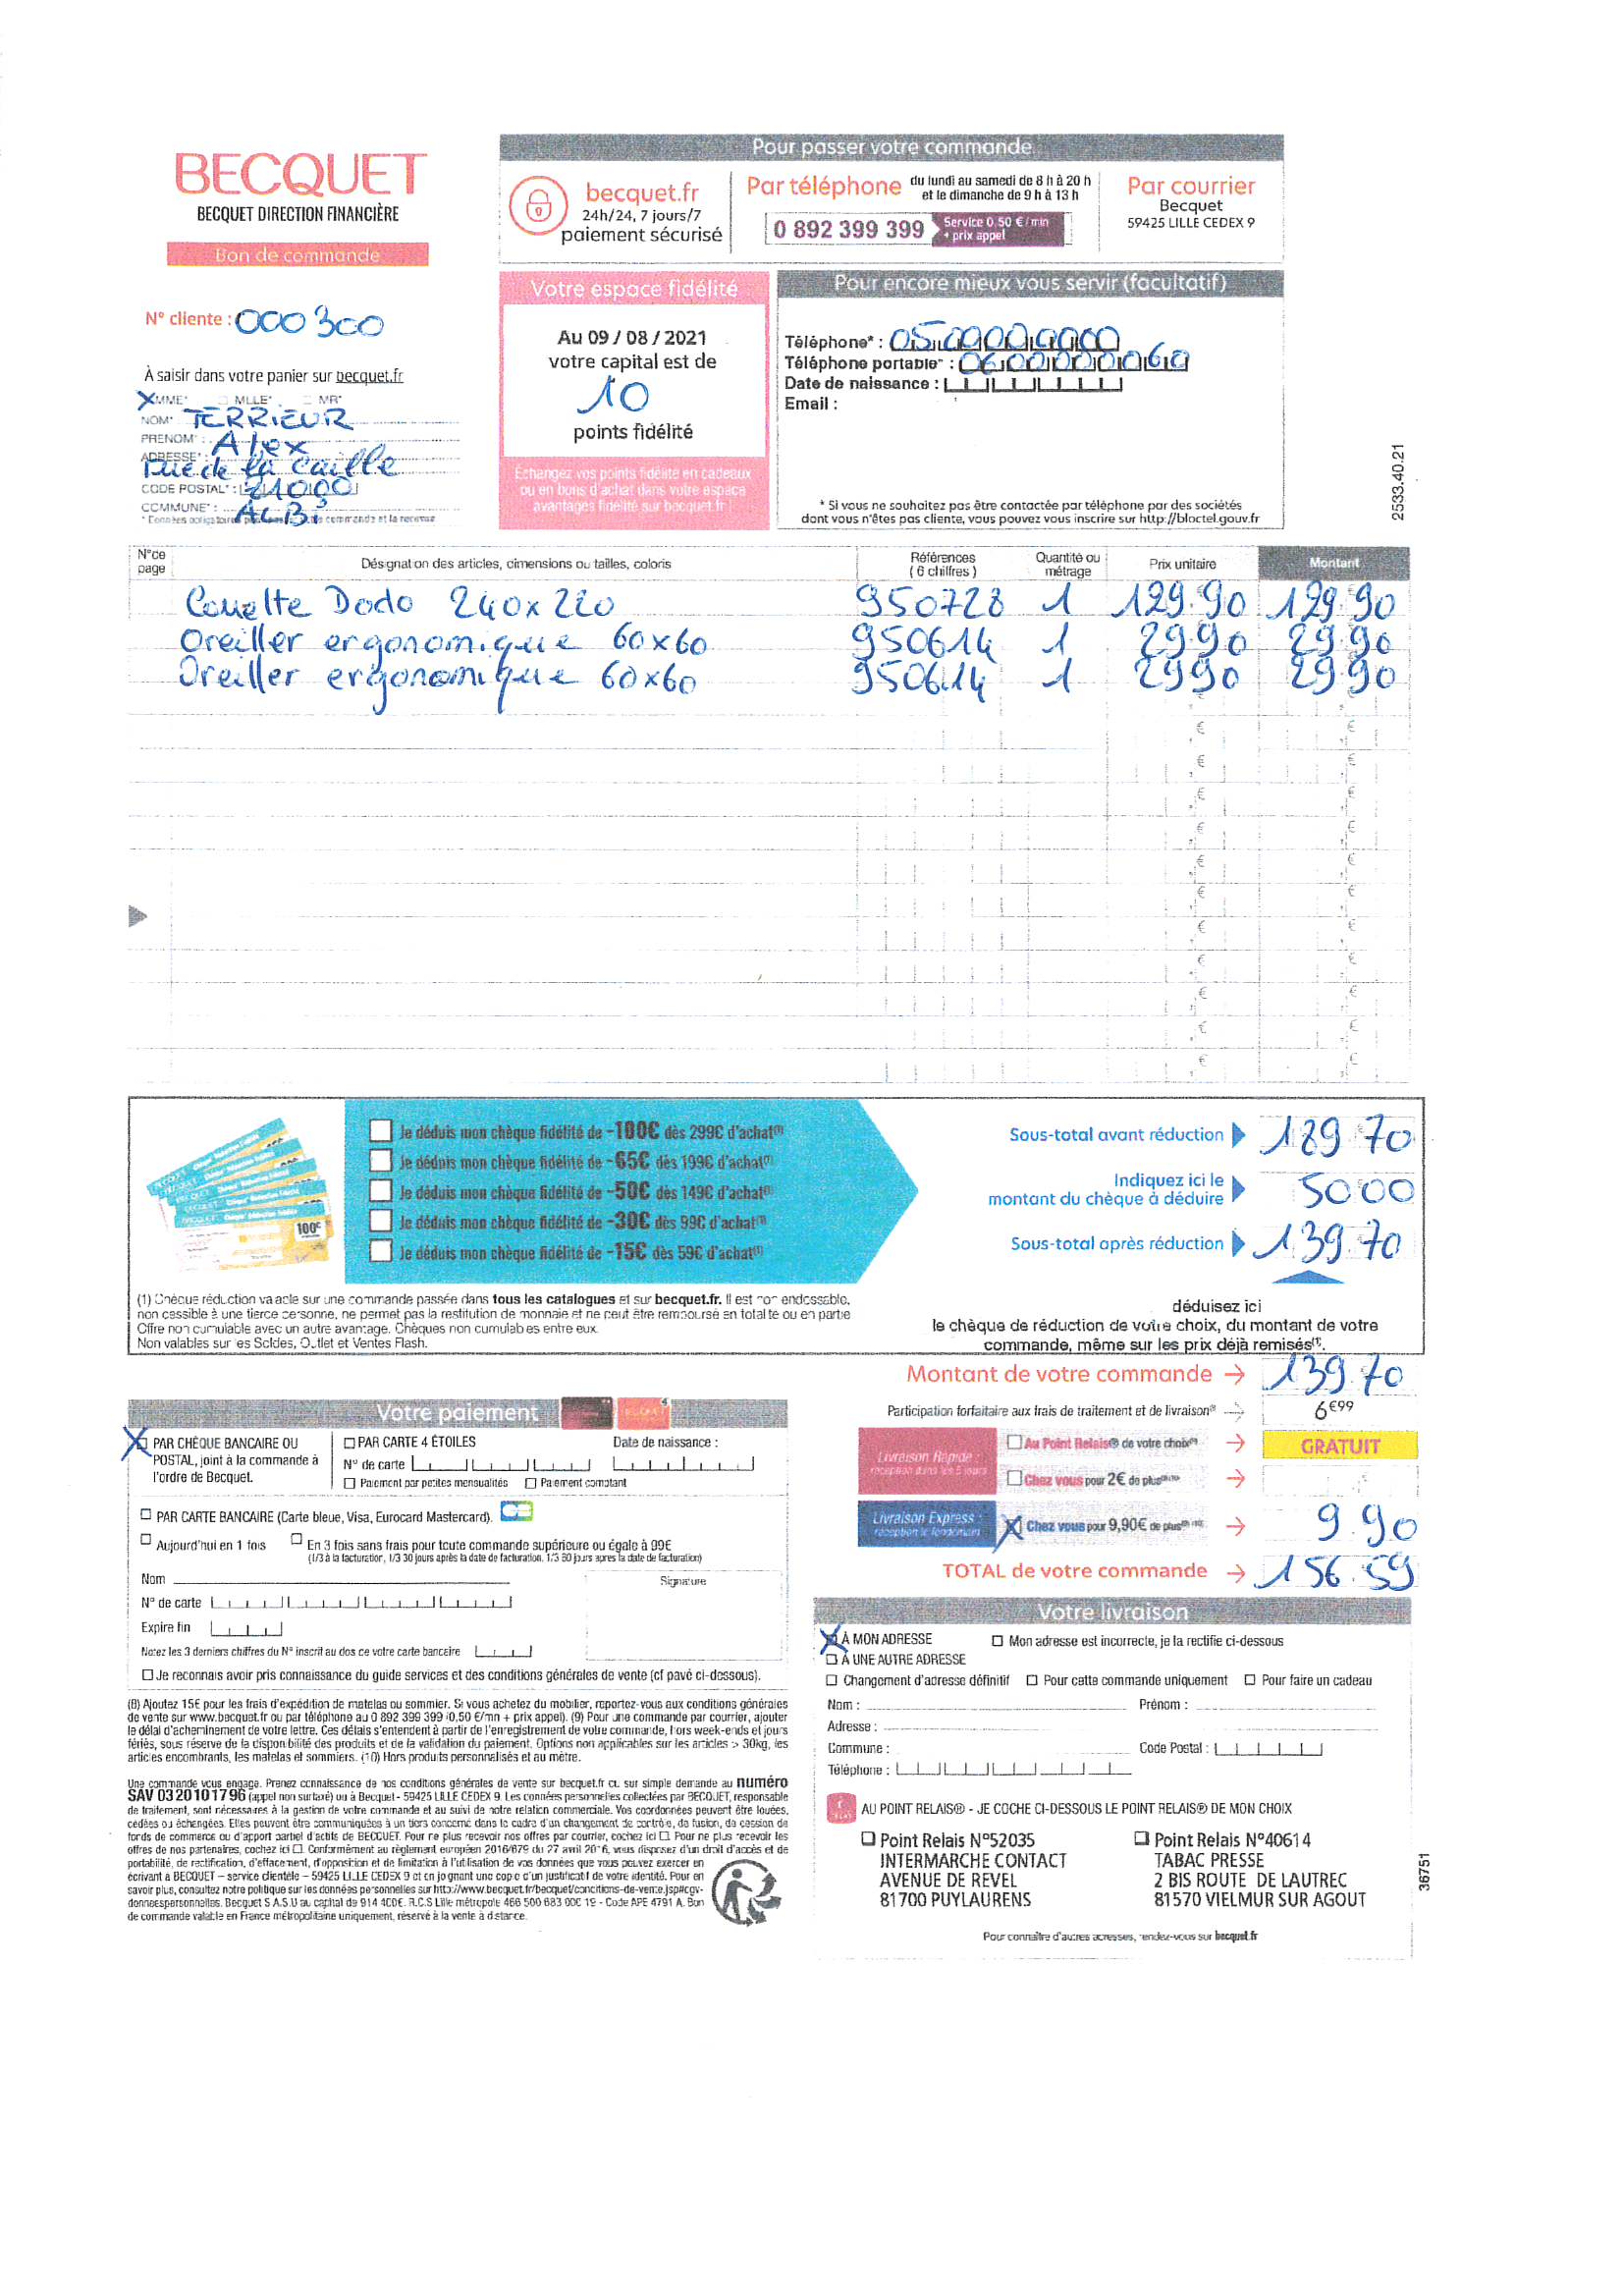 BECQUET
BECQUET DIRECTION FINANCIÈRE
Bon de commande
Pour passer votre commande
becquet.fr
24h/24, 7 jours/7
paiement sécurisé
Par téléphone du lundi au samedi de 8 h à 20 h
et le dimanche de 9 h à 13 h
0 892 399 399 Service 0,50 € / min
+ prix appel
Par courrier
Becquet
59425 LILLE CEDEX 9
N° cliente : 000300
À saisir dans votre panier sur becquet.fr
X MME* MLLE* MR*
NOM* TERRIEUR
PRENOM* : Alex
ADRESSE* :
Rue de la Caille
CODE POSTAL* :
COMMUNE* : ALBI
Votre espace fidélité
Au 09 / 08 / 2021
votre capital est de
10
points fidélité
Échangez vos points fidélité en cadeaux
ou en bons d'achat dans votre espace
avantages fidélité sur becquet.fr
Pour encore mieux vous servir (facultatif)
Téléphone* : 0500000000
Téléphone portable* : 0600000060
Date de naissance :
Email :
* Si vous ne souhaitez pas être contactée par téléphone par des sociétés
dont vous n'êtes pas cliente, vous pouvez vous inscrire sur http://bloctel.gouv.fr
2533.40.21
N°de page Désignation des articles, dimensions ou tailles, coloris Références (6 chiffres) Quantité ou métrage Prix unitaire Montant
Couette Dodo 240x220 950728 1 129.90 129.90
Oreiller ergonomique 60x60 950614 1 29.90 29.90
Oreiller ergonomique 60x60 950614 1 29.90 29.90
Je déduis mon chèque fidélité de -100€ dès 299€ d'achat(1)
Je déduis mon chèque fidélité de -65€ dès 199€ d'achat(1)
Je déduis mon chèque fidélité de -50€ dès 149€ d'achat(1)
Je déduis mon chèque fidélité de -30€ dès 99€ d'achat(1)
Je déduis mon chèque fidélité de -15€ dès 59€ d'achat(1)
100€
Sous-total avant réduction 189 70
Indiquez ici le
montant du chèque à déduire 50 00
Sous-total après réduction 139.70
(1) Chèque réduction valable sur une commande passée dans tous les catalogues et sur becquet.fr. Il est non endossable,
non cessible à une tierce personne, ne permet pas la restitution de monnaie et ne peut être remboursé en totalité ou en partie
Offre non cumulable avec un autre avantage. Chèques non cumulables entre eux.
Non valables sur les Soldes, Outlet et Ventes Flash.
déduisez ici
le chèque de réduction de votre choix, du montant de votre
commande, même sur les prix déjà remisés(1).
Montant de votre commande → 139.70
Participation forfaitaire aux frais de traitement et de livraison(8) 6€99
Livraison Rapide :
réception dans les 5 jours
Au Point Relais® de votre choix(9) → GRATUIT
Chez vous pour 2€ de plus →
Livraison Express :
réception le lendemain
X Chez vous pour 9,90€ de plus → 9.90
TOTAL de votre commande → 156.59
Votre paiement
X PAR CHÈQUE BANCAIRE OU
POSTAL, joint à la commande à
l'ordre de Becquet.
PAR CARTE 4 ÉTOILES Date de naissance :
N° de carte
Paiement par petites mensualités Paiement comptant
PAR CARTE BANCAIRE (Carte bleue, Visa, Eurocard Mastercard).
Aujourd'hui en 1 fois En 3 fois sans frais pour toute commande supérieure ou égale à 99€
(1/3 à la facturation, 1/3 30 jours après la date de facturation, 1/3 60 jours après la date de facturation)
Nom Signature
N° de carte
Expire fin
Notez les 3 derniers chiffres du N° inscrit au dos de votre carte bancaire
Je reconnais avoir pris connaissance du guide services et des conditions générales de vente (cf pavé ci-dessous).
(8) Ajoutez 15€ pour les frais d'expédition de matelas ou sommier. Si vous achetez du mobilier, reportez-vous aux conditions générales
de vente sur www.becquet.fr ou par téléphone au 0 892 399 399 (0,50 €/mn + prix appel). (9) Pour une commande par courrier, ajouter
le délai d'acheminement de votre lettre. Ces délais s'entendent à partir de l'enregistrement de votre commande, hors week-ends et jours
fériés, sous réserve de la disponibilité des produits et de la validation du paiement. Options non applicables sur les articles > 30kg, les
articles encombrants, les matelas et sommiers. (10) Hors produits personnalisés et au mètre.
Une commande vous engage. Prenez connaissance de nos conditions générales de vente sur becquet.fr ou sur simple demande au numéro
SAV 0320101796 (appel non surtaxé) ou à Becquet - 59425 LILLE CEDEX 9. Les données personnelles collectées par BECQUET, responsable
de traitement, sont nécessaires à la gestion de votre commande et au suivi de notre relation commerciale. Vos coordonnées peuvent être louées,
cédées ou échangées. Elles peuvent être communiquées à un tiers concerné dans le cadre d'un changement de contrôle, de fusion, de cession de
fonds de commerce ou d'apport partiel d'actifs de BECQUET. Pour ne plus recevoir nos offres par courrier, cochez ici Pour ne plus recevoir les
offres de nos partenaires, cochez ici Conformément au règlement européen 2016/679 du 27 avril 2016, vous disposez d'un droit d'accès et de
portabilité, de rectification, d'effacement, d'opposition et de limitation à l'utilisation de vos données que vous pouvez exercer en
écrivant à BECQUET – service clientèle – 59425 LILLE CEDEX 9 et en joignant une copie d'un justificatif de votre identité. Pour en
savoir plus, consultez notre politique sur les données personnelles sur http://www.becquet.fr/becquet/conditions-de-vente.jsp#cgv-
donneespersonnelles. Becquet S.A.S.U au capital de 914 400€. R.C.S Lille métropole 466 500 683 000 19 - Code APE 4791 A. Bon
de commande valable en France métropolitaine uniquement, réservé à la vente à distance.
Votre livraison
X À MON ADRESSE Mon adresse est incorrecte, je la rectifie ci-dessous
À UNE AUTRE ADRESSE
Changement d'adresse définitif Pour cette commande uniquement Pour faire un cadeau
Nom : Prénom :
Adresse :
Commune : Code Postal :
Téléphone :
AU POINT RELAIS® - JE COCHE CI-DESSOUS LE POINT RELAIS® DE MON CHOIX
Point Relais N°52035
INTERMARCHE CONTACT
AVENUE DE REVEL
81700 PUYLAURENS
Point Relais N°40614
TABAC PRESSE
2 BIS ROUTE DE LAUTREC
81570 VIELMUR SUR AGOUT
Pour connaître d'autres adresses, rendez-vous sur becquet.fr
36751